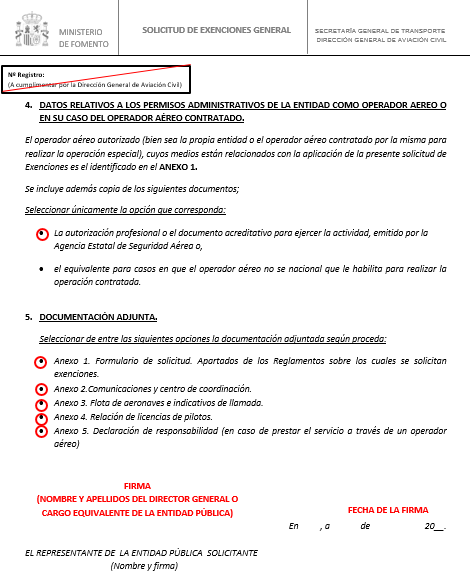 MINISTERIO
DE FOMENTO
SOLICITUD DE EXENCIONES GENERAL
SECRETARÍA GENERAL DE TRANSPORTE
DIRECCIÓN GENERAL DE AVIACIÓN CIVIL
Nº Registro:
(A cumplimentar por la Dirección General de Aviación Civil)
4. DATOS RELATIVOS A LOS PERMISOS ADMINISTRATIVOS DE LA ENTIDAD COMO OPERADOR AEREO O
EN SU CASO DEL OPERADOR AÉREO CONTRATADO.
El operador aéreo autorizado (bien sea la propia entidad o el operador aéreo contratado por la misma para
realizar la operación especial), cuyos medios están relacionados con la aplicación de la presente solicitud de
Exenciones es el identificado en el ANEXO 1.
Se incluye además copia de los siguientes documentos;
Seleccionar únicamente la opción que corresponda:
• La autorización profesional o el documento acreditativo para ejercer la actividad, emitido por la
Agencia Estatal de Seguridad Aérea o,
• el equivalente para casos en que el operador aéreo no se nacional que le habilita para realizar la
operación contratada.
5. DOCUMENTACIÓN ADJUNTA.
Seleccionar de entre las siguientes opciones la documentación adjuntada según proceda:
• Anexo 1. Formulario de solicitud. Apartados de los Reglamentos sobre los cuales se solicitan
exenciones.
• Anexo 2.Comunicaciones y centro de coordinación.
• Anexo 3. Flota de aeronaves e indicativos de llamada.
• Anexo 4. Relación de licencias de pilotos.
• Anexo 5. Declaración de responsabilidad (en caso de prestar el servicio a través de un operador
aéreo)
FIRMA
(NOMBRE Y APELLIDOS DEL DIRECTOR GENERAL O
CARGO EQUIVALENTE DE LA ENTIDAD PÚBLICA)
FECHA DE LA FIRMA
En , a de 20__.
EL REPRESENTANTE DE LA ENTIDAD PÚBLICA SOLICITANTE
(Nombre y firma)